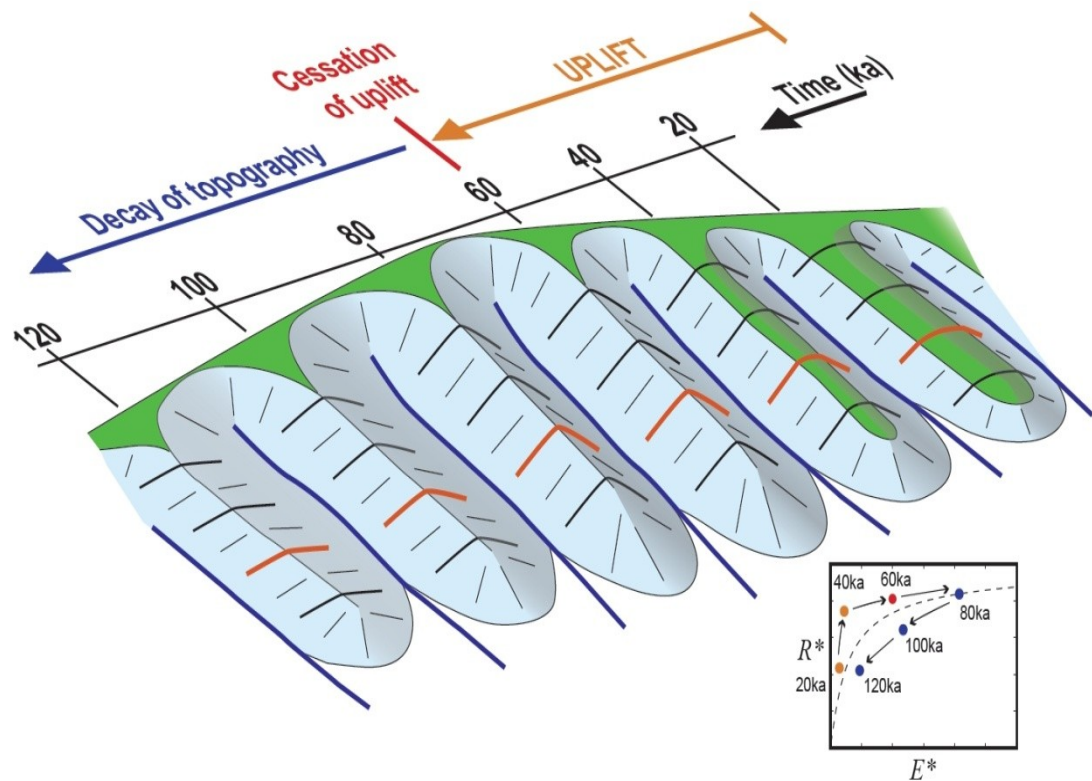 Cessation
of uplift
UPLIFT
Time (ka)
Decay of topography
20
40
60
80
100
120
40ka
60ka
80ka
R*
100ka
20ka
120ka
E*